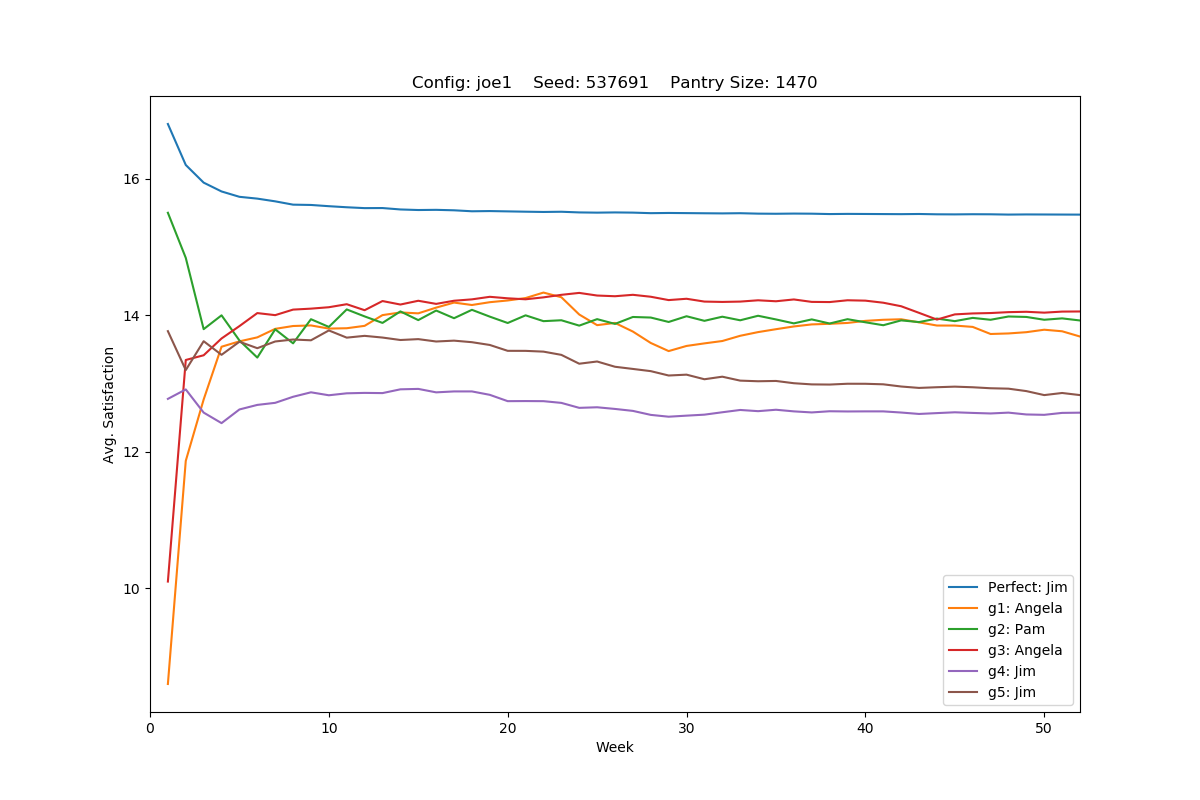 Config: joe1    Seed: 537691    Pantry Size: 1470
Avg. Satisfaction
16
14
12
10
0 10 20 30 40 50
Week
Perfect: Jim
g1: Angela
g2: Pam
g3: Angela
g4: Jim
g5: Jim